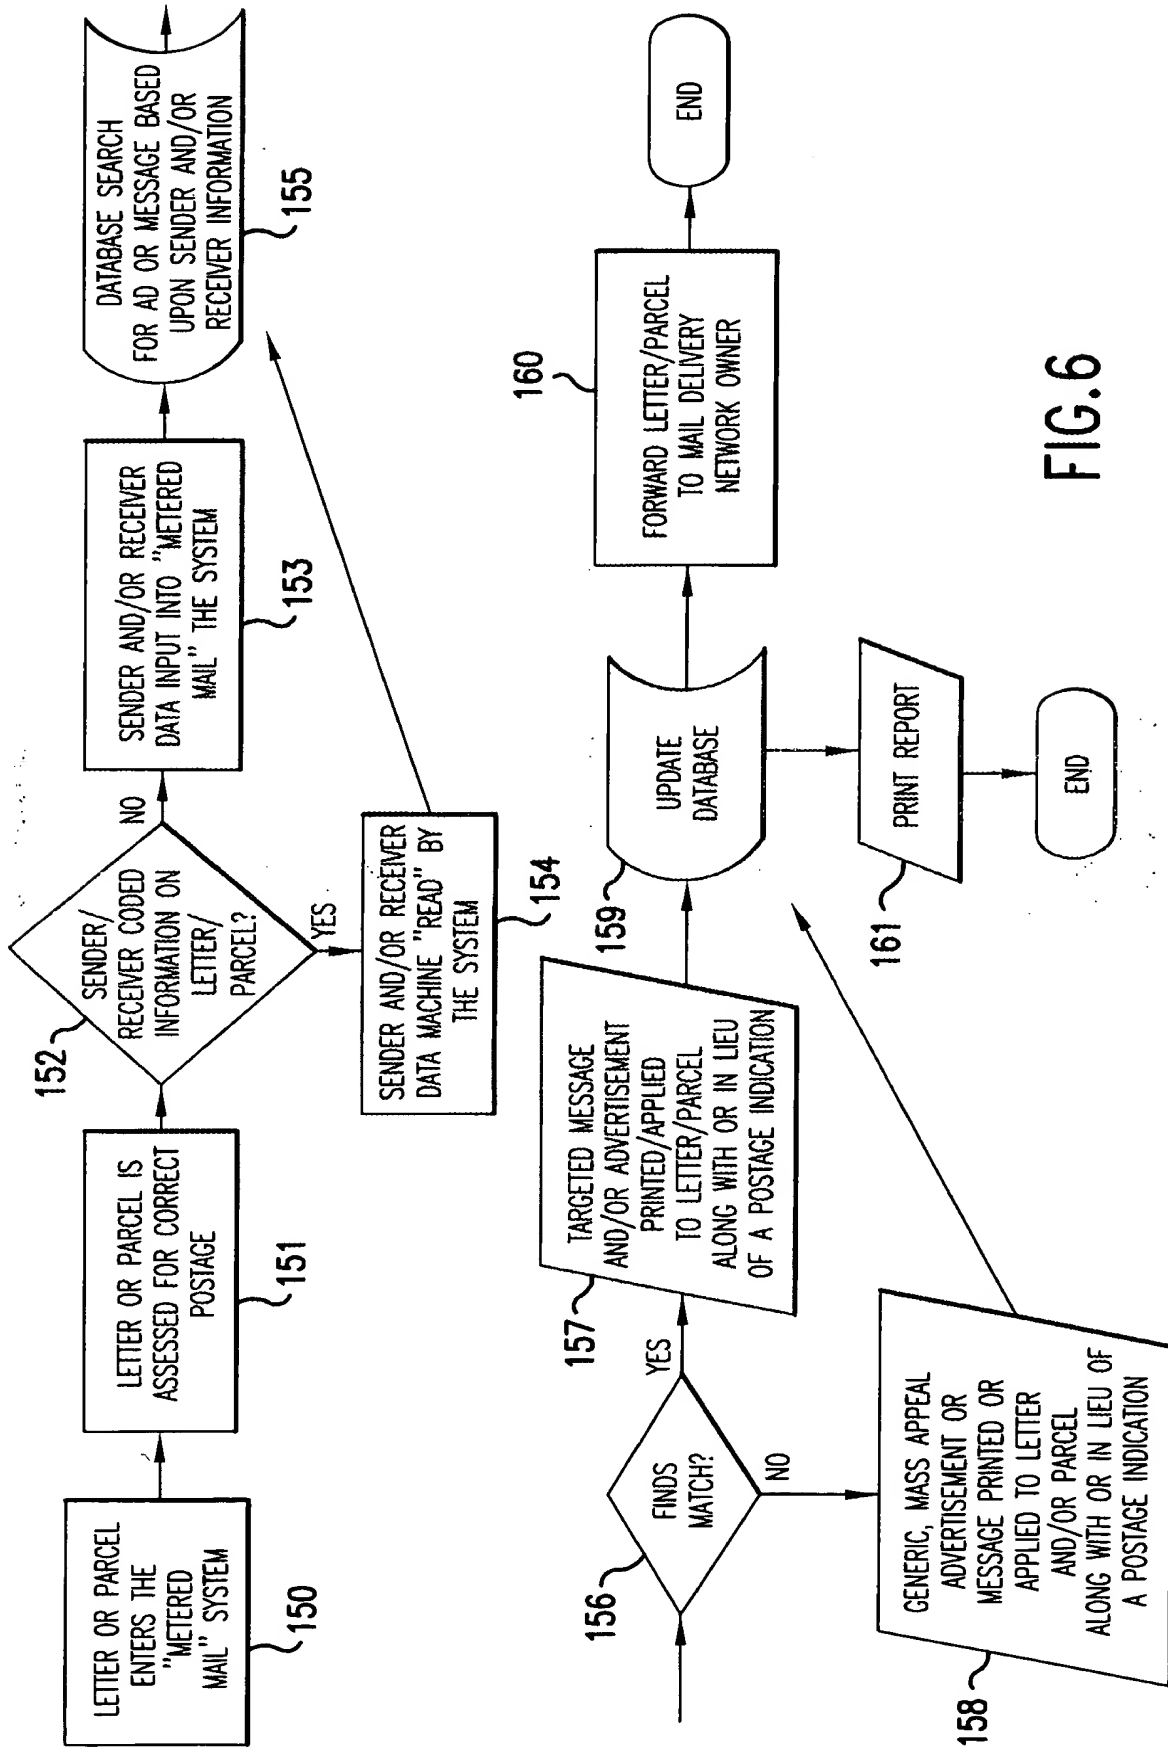 LETTER OR PARCEL
ENTERS THE
"METERED
MAIL" SYSTEM
150
LETTER OR PARCEL IS
ASSESSED FOR CORRECT
POSTAGE
151
SENDER/
RECEIVER CODED
INFORMATION ON
LETTER/
PARCEL?
152
NO
YES
SENDER AND/OR RECEIVER
DATA INPUT INTO "METERED
MAIL" THE SYSTEM
153
SENDER AND/OR RECEIVER
DATA MACHINE "READ" BY
THE SYSTEM
154
DATABASE SEARCH
FOR AD OR MESSAGE BASED
UPON SENDER AND/OR
RECEIVER INFORMATION
155
FINDS
MATCH?
156
YES
NO
TARGETED MESSAGE
AND/OR ADVERTISEMENT
PRINTED/APPLIED
TO LETTER/PARCEL
ALONG WITH OR IN LIEU
OF A POSTAGE INDICATION
157
GENERIC, MASS APPEAL
ADVERTISEMENT OR
MESSAGE PRINTED OR
APPLIED TO LETTER
AND/OR PARCEL
ALONG WITH OR IN LIEU OF
A POSTAGE INDICATION
158
UPDATE
DATABASE
159
FORWARD LETTER/PARCEL
TO MAIL DELIVERY
NETWORK OWNER
160
END
PRINT REPORT
161
END
FIG.6